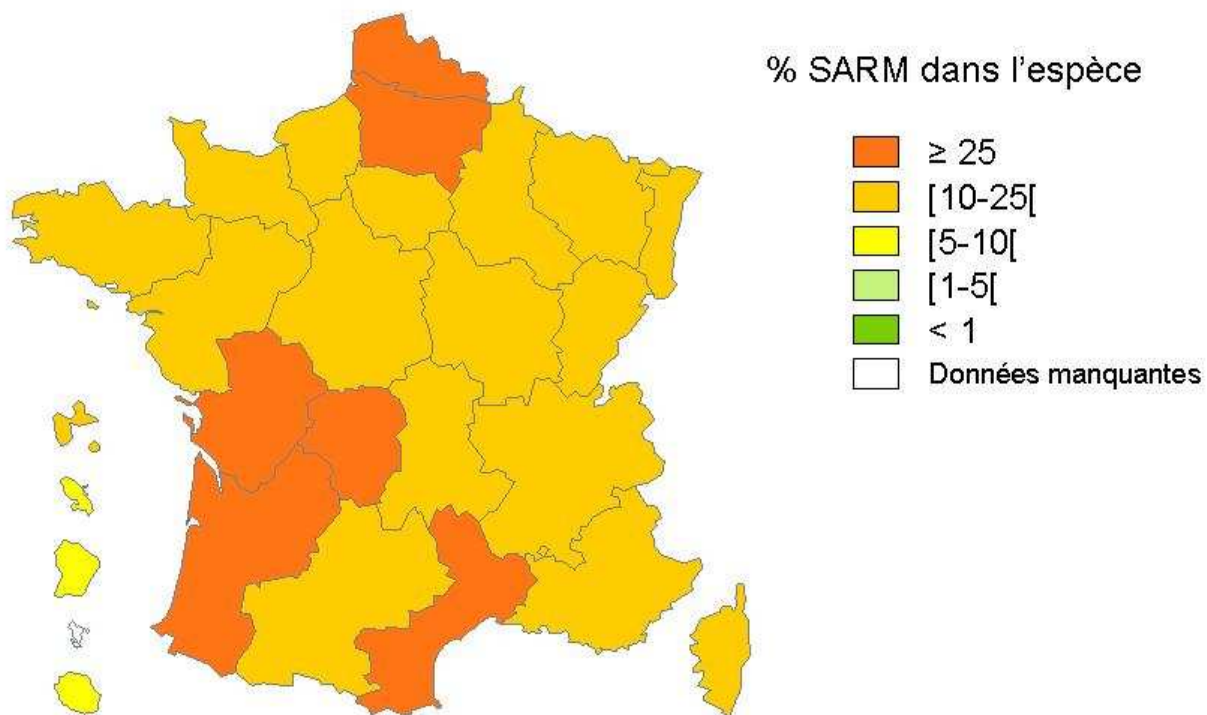 % SARM dans l'espèce
≥ 25
[10-25[
[5-10[
[1-5[
< 1
Données manquantes